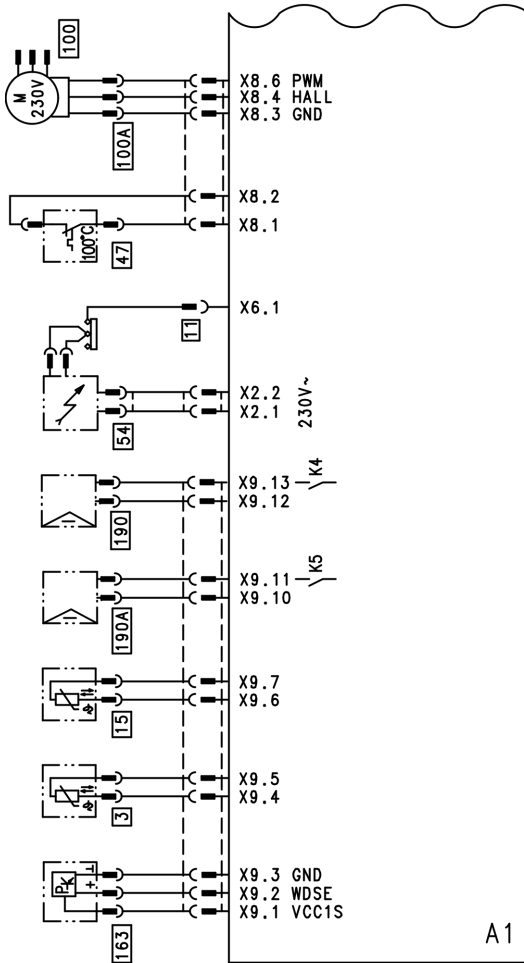 100
M
230V
100A
X8.6 PWM
X8.4 HALL
X8.3 GND
X8.2
X8.1
100°C
47
X6.1
11
X2.2
X2.1
230V~
54
X9.13
K4
X9.12
190
X9.11
K5
X9.10
190A
X9.7
X9.6
15
X9.5
X9.4
3
X9.3 GND
X9.2 WDSE
X9.1 VCC1S
P
163
A1